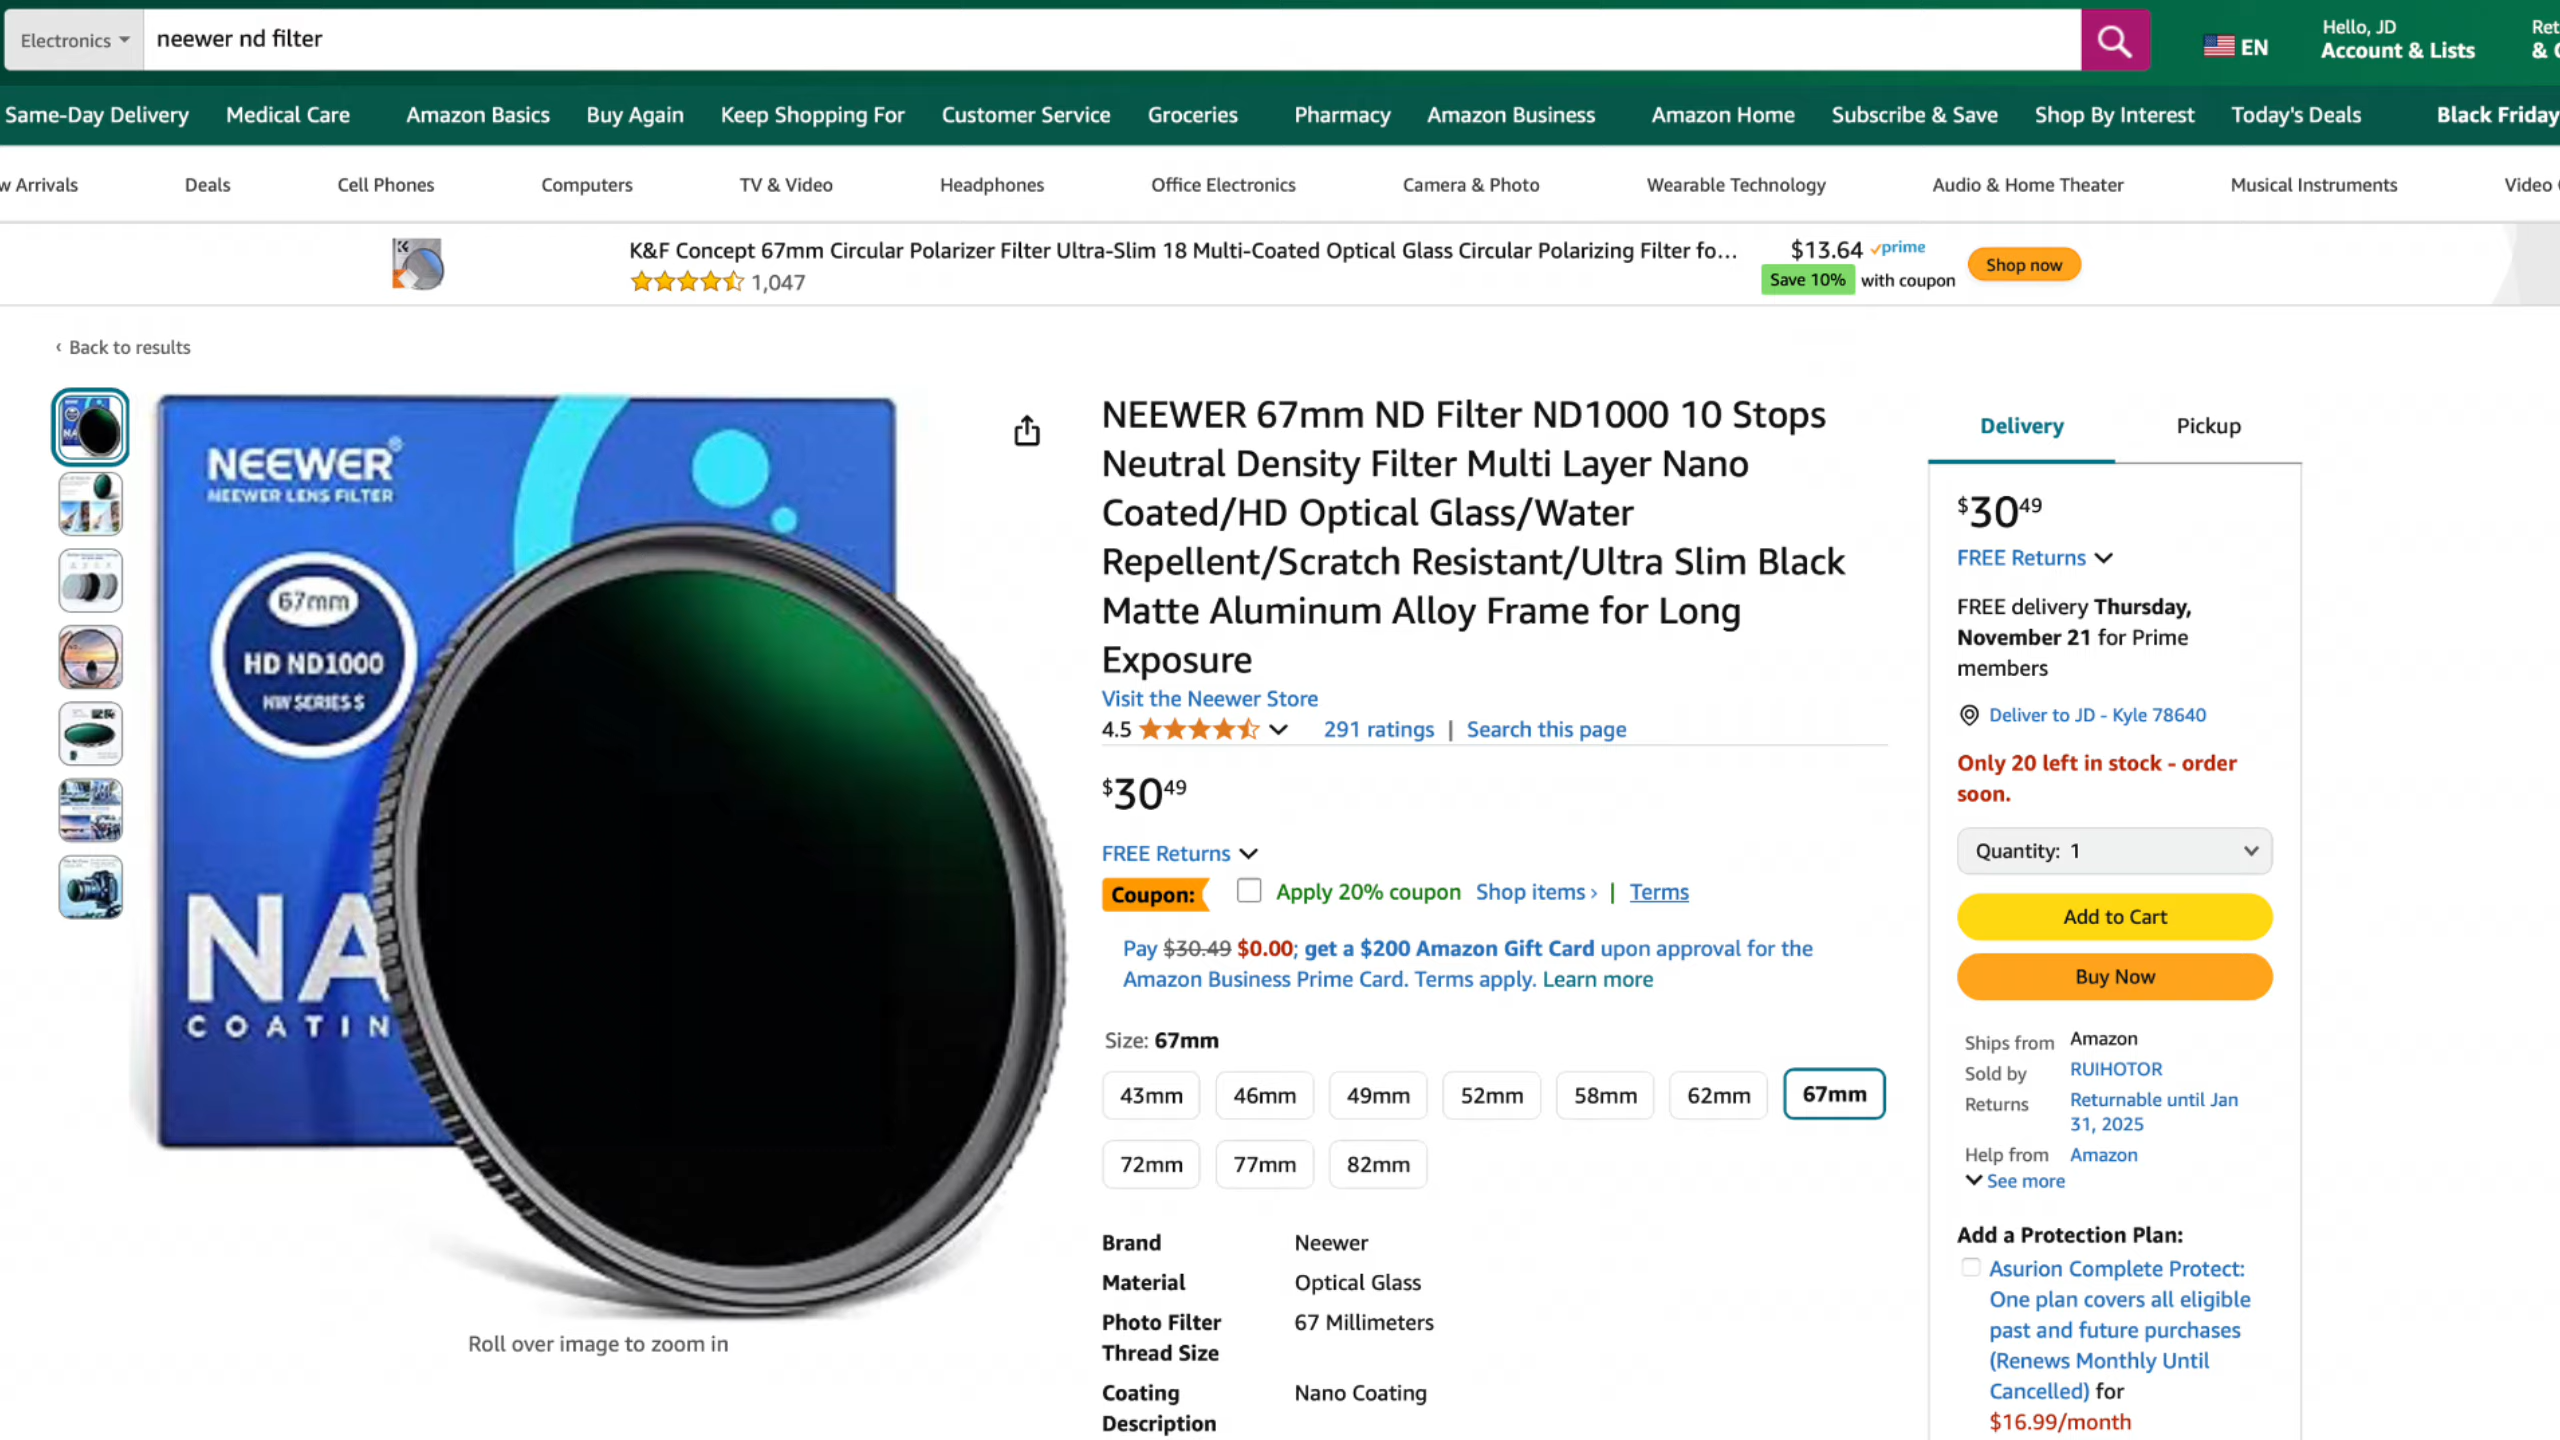 Electronics
neewer nd filter
EN
Hello, JD
Account & Lists
Same-Day Delivery
Medical Care
Amazon Basics
Buy Again
Keep Shopping For
Customer Service
Groceries
Pharmacy
Amazon Business
Amazon Home
Subscribe & Save
Shop By Interest
Today's Deals
Black Friday
w Arrivals
Deals
Cell Phones
Computers
TV & Video
Headphones
Office Electronics
Camera & Photo
Wearable Technology
Audio & Home Theater
Musical Instruments
Video
K&F Concept 67mm Circular Polarizer Filter Ultra-Slim 18 Multi-Coated Optical Glass Circular Polarizing Filter fo...
1,047
$13.64 prime
Save 10% with coupon
Shop now
‹ Back to results
NEEWER®
NEEWER LENS FILTER
67mm
HD ND1000
NW SERIES S
NA
COATIN
Roll over image to zoom in
NEEWER 67mm ND Filter ND1000 10 Stops
Neutral Density Filter Multi Layer Nano
Coated/HD Optical Glass/Water
Repellent/Scratch Resistant/Ultra Slim Black
Matte Aluminum Alloy Frame for Long
Exposure
Visit the Neewer Store
4.5 291 ratings | Search this page
$30 49
FREE Returns
Coupon: Apply 20% coupon Shop items › | Terms
Pay $30.49 $0.00; get a $200 Amazon Gift Card upon approval for the
Amazon Business Prime Card. Terms apply. Learn more
Size: 67mm
43mm
46mm
49mm
52mm
58mm
62mm
67mm
72mm
77mm
82mm
Brand Neewer
Material Optical Glass
Photo Filter 67 Millimeters
Thread Size
Coating Nano Coating
Description
Delivery
Pickup
$30 49
FREE Returns
FREE delivery Thursday,
November 21 for Prime
members
Deliver to JD - Kyle 78640
Only 20 left in stock - order
soon.
Quantity: 1
Add to Cart
Buy Now
Ships from Amazon
Sold by RUIHOTOR
Returns Returnable until Jan
31, 2025
Help from Amazon
See more
Add a Protection Plan:
Asurion Complete Protect:
One plan covers all eligible
past and future purchases
(Renews Monthly Until
Cancelled) for
$16.99/month